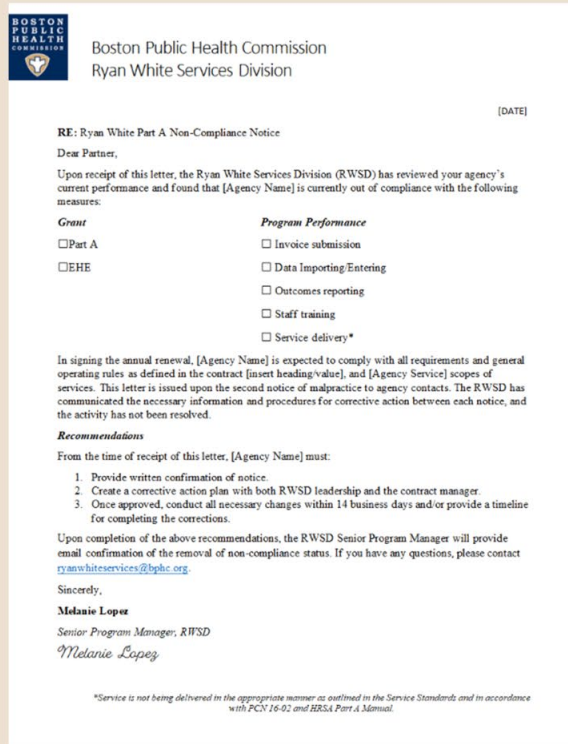 BOSTON
PUBLIC
HEALTH
COMMISSION
Boston Public Health Commission
Ryan White Services Division
[DATE]
RE: Ryan White Part A Non-Compliance Notice
Dear Partner,
Upon receipt of this letter, the Ryan White Services Division (RWSD) has reviewed your agency's
current performance and found that [Agency Name] is currently out of compliance with the following
measures:
Grant Program Performance
☐Part A ☐ Invoice submission
☐EHE ☐ Data Importing/Entering
☐ Outcomes reporting
☐ Staff training
☐ Service delivery*
In signing the annual renewal, [Agency Name] is expected to comply with all requirements and general
operating rules as defined in the contract [insert heading/value], and [Agency Service] scopes of
services. This letter is issued upon the second notice of malpractice to agency contacts. The RWSD has
communicated the necessary information and procedures for corrective action between each notice, and
the activity has not been resolved.
Recommendations
From the time of receipt of this letter, [Agency Name] must:
1. Provide written confirmation of notice.
2. Create a corrective action plan with both RWSD leadership and the contract manager.
3. Once approved, conduct all necessary changes within 14 business days and/or provide a timeline
for completing the corrections.
Upon completion of the above recommendations, the RWSD Senior Program Manager will provide
email confirmation of the removal of non-compliance status. If you have any questions, please contact
ryanwhiteservices@bphc.org.
Sincerely,
Melanie Lopez
Senior Program Manager, RWSD
Melanie Lopez
*Service is not being delivered in the appropriate manner as outlined in the Service Standards and in accordance
with PCN 16-02 and HRSA Part A Manual.